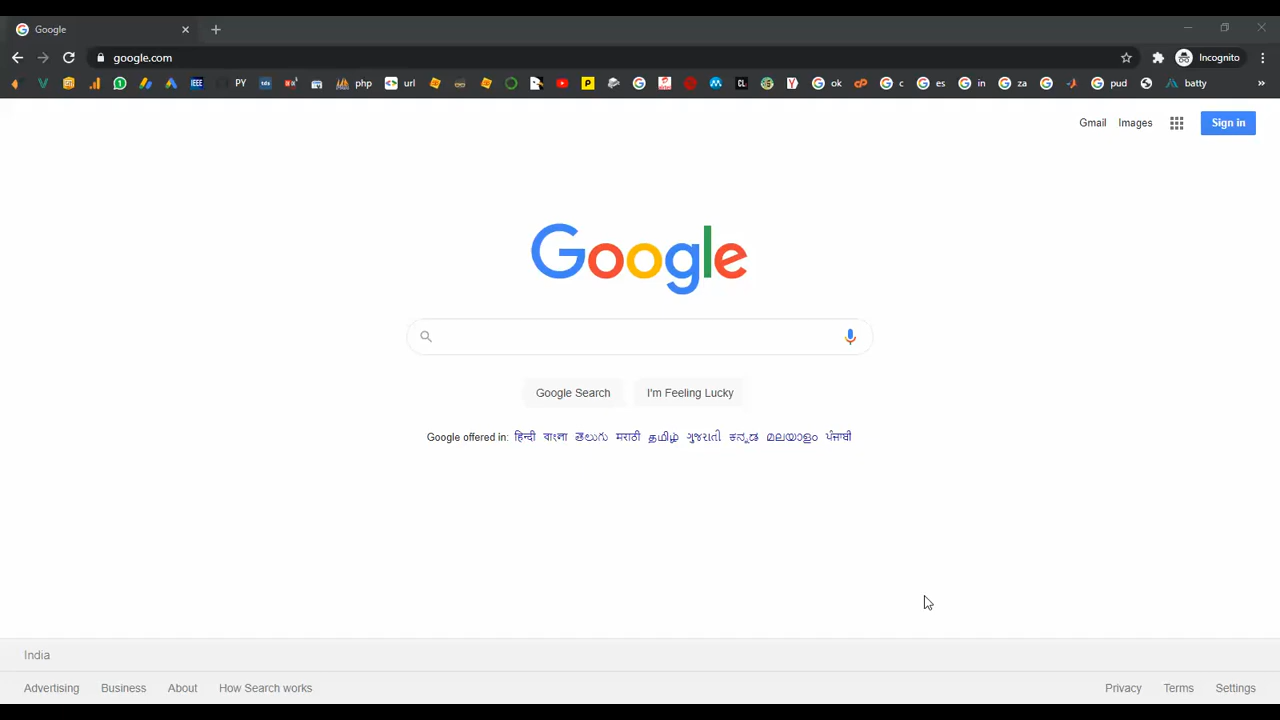 Google
google.com
Incognito
PY php url ok c es in za pud batty
Gmail Images Sign in
Google
Google Search I'm Feeling Lucky
Google offered in: हिन्दी বাংলা తెలుగు मराठी தமிழ் ગુજરાતી ಕನ್ನಡ മലയാളം ਪੰਜਾਬੀ
India
Advertising Business About How Search works Privacy Terms Settings